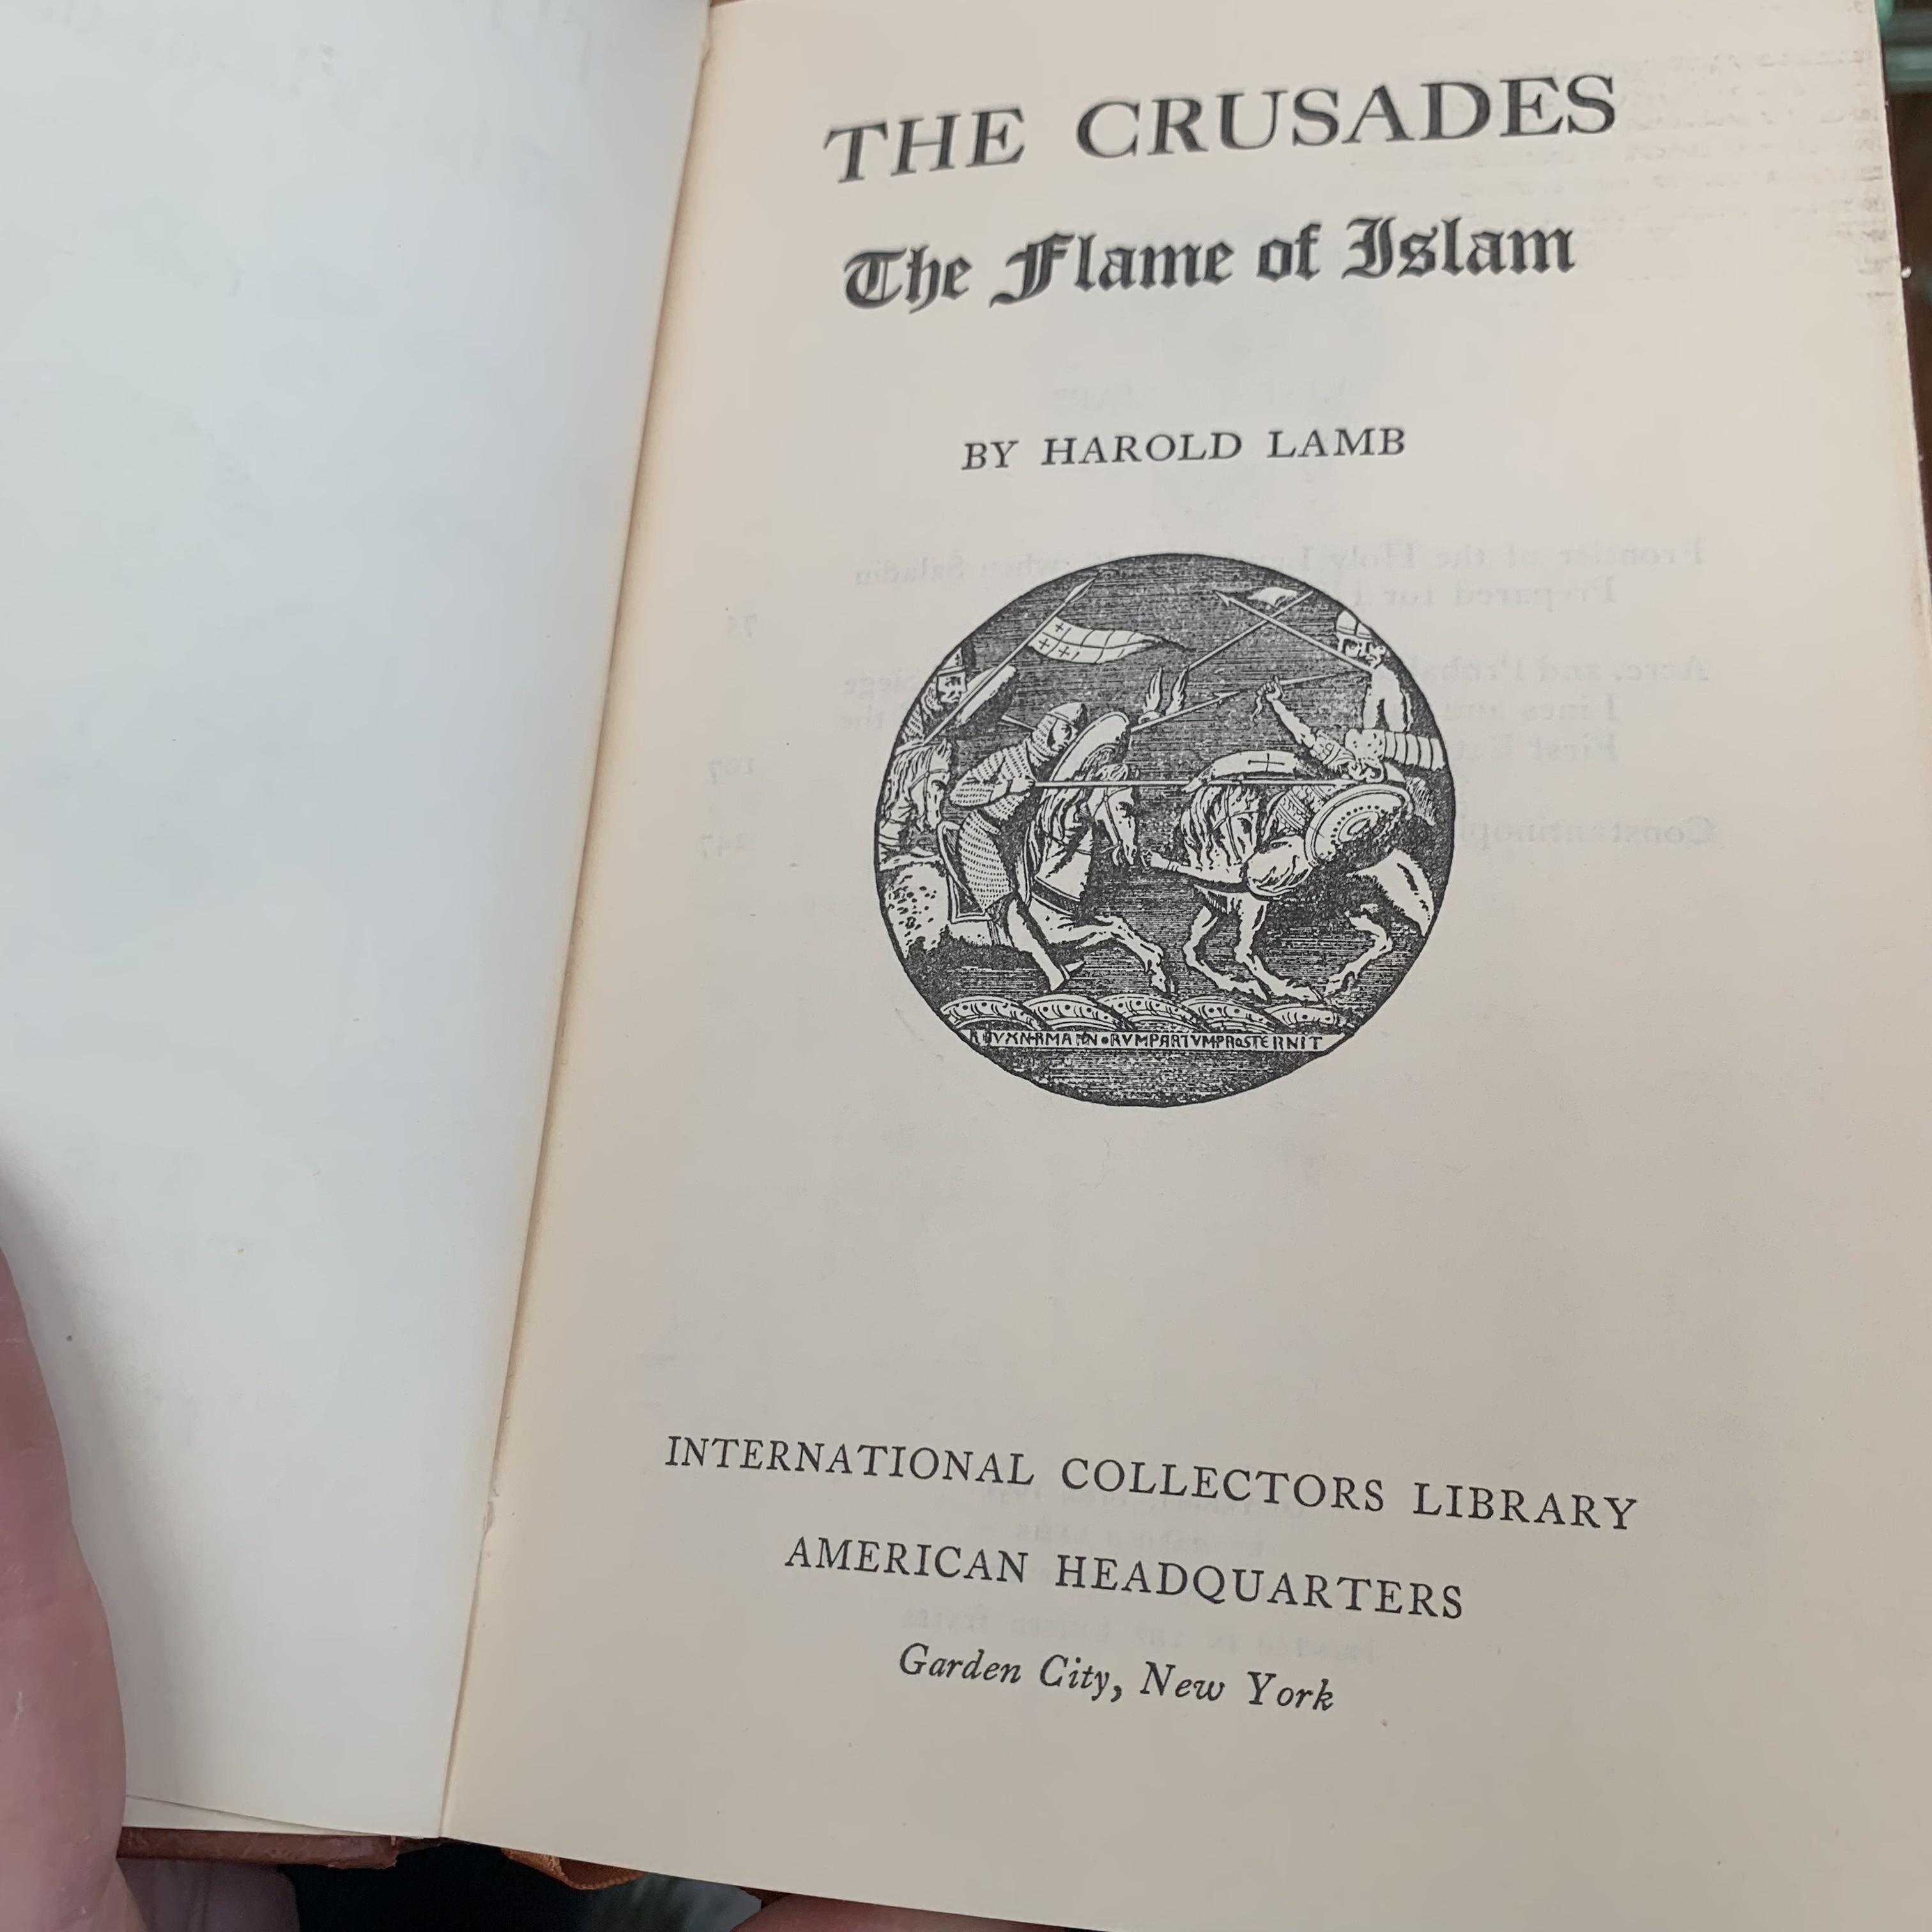 THE CRUSADES
The Flame of Islam
BY HAROLD LAMB
INTERNATIONAL COLLECTORS LIBRARY
AMERICAN HEADQUARTERS
Garden City, New York